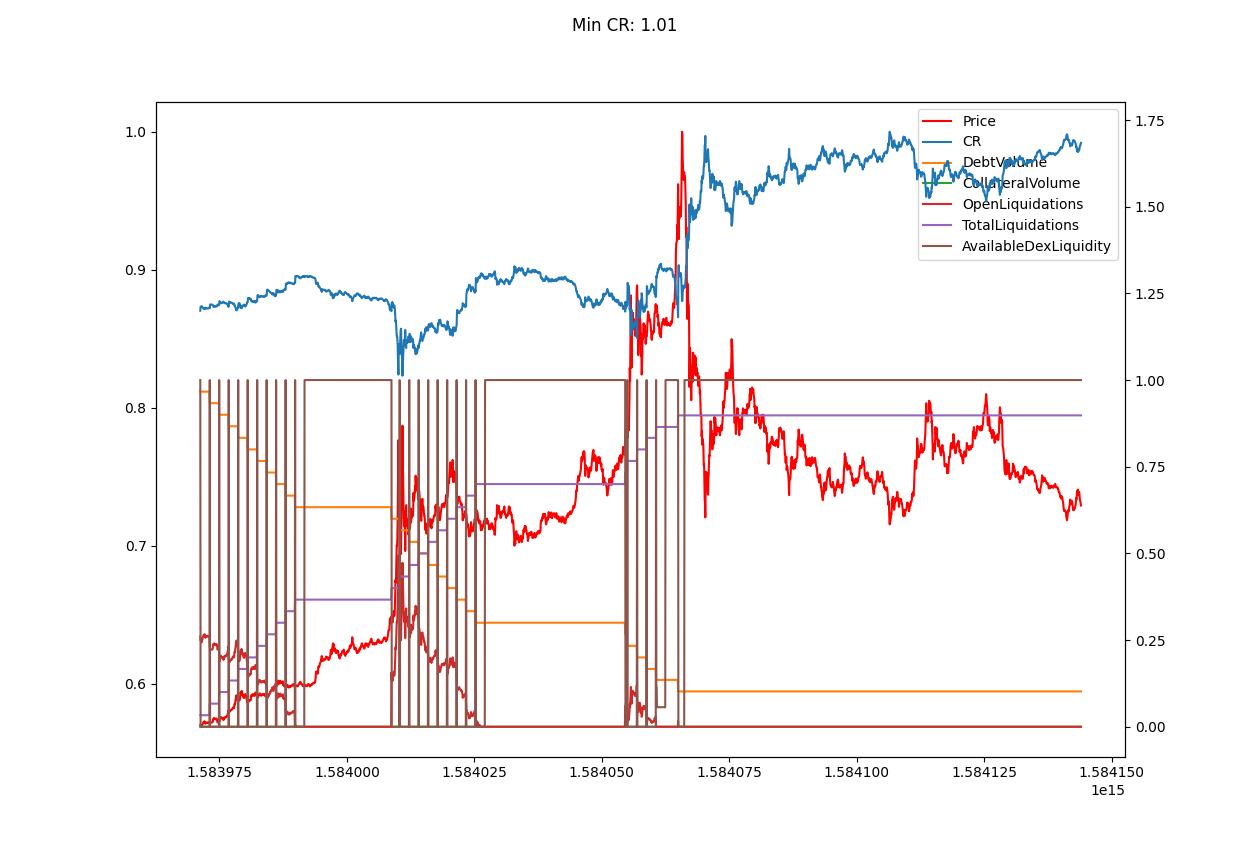 Min CR: 1.01
1.0
0.9
0.8
0.7
0.6
1.75
1.50
1.25
1.00
0.75
0.50
0.25
0.00
Price
CR
DebtVolume
CollateralVolume
OpenLiquidations
TotalLiquidations
AvailableDexLiquidity
1.583975 1.584000 1.584025 1.584050 1.584075 1.584100 1.584125 1.584150
1e15